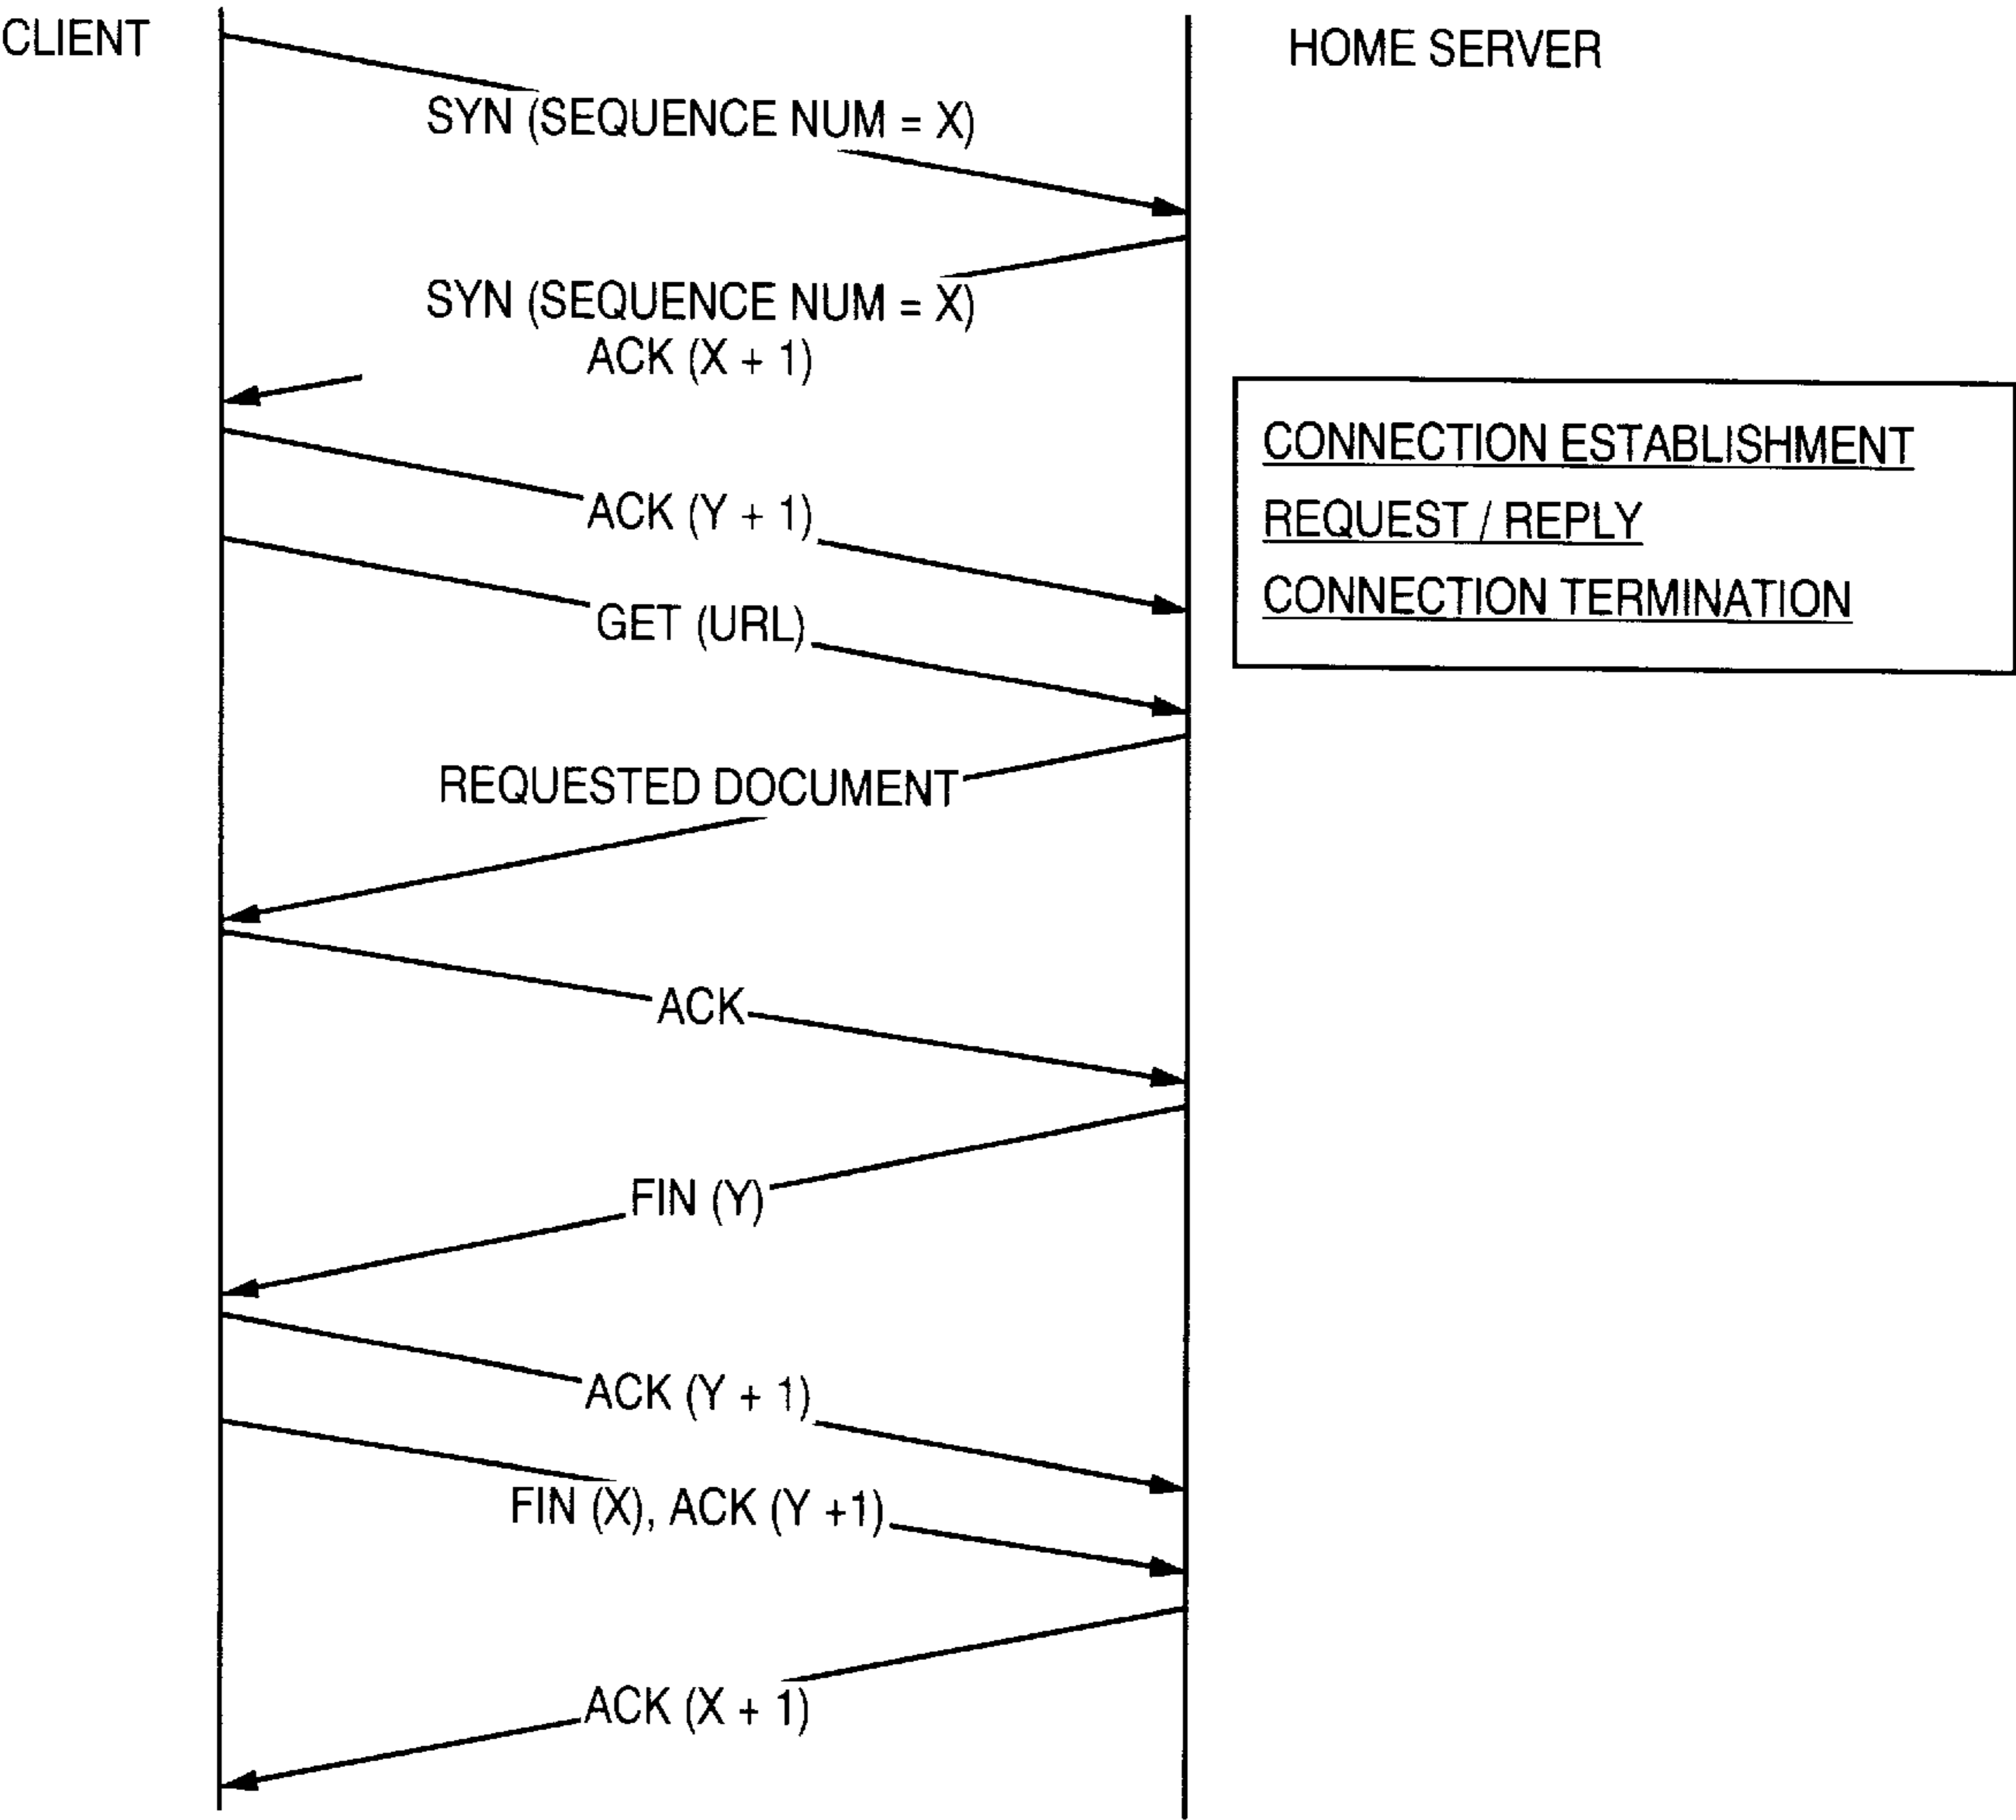 CLIENT
HOME SERVER
SYN (SEQUENCE NUM = X)
SYN (SEQUENCE NUM = X)
ACK (X + 1)
CONNECTION ESTABLISHMENT
REQUEST / REPLY
CONNECTION TERMINATION
ACK (Y + 1)
GET (URL)
REQUESTED DOCUMENT
ACK
FIN (Y)
ACK (Y + 1)
FIN (X), ACK (Y +1)
ACK (X + 1)